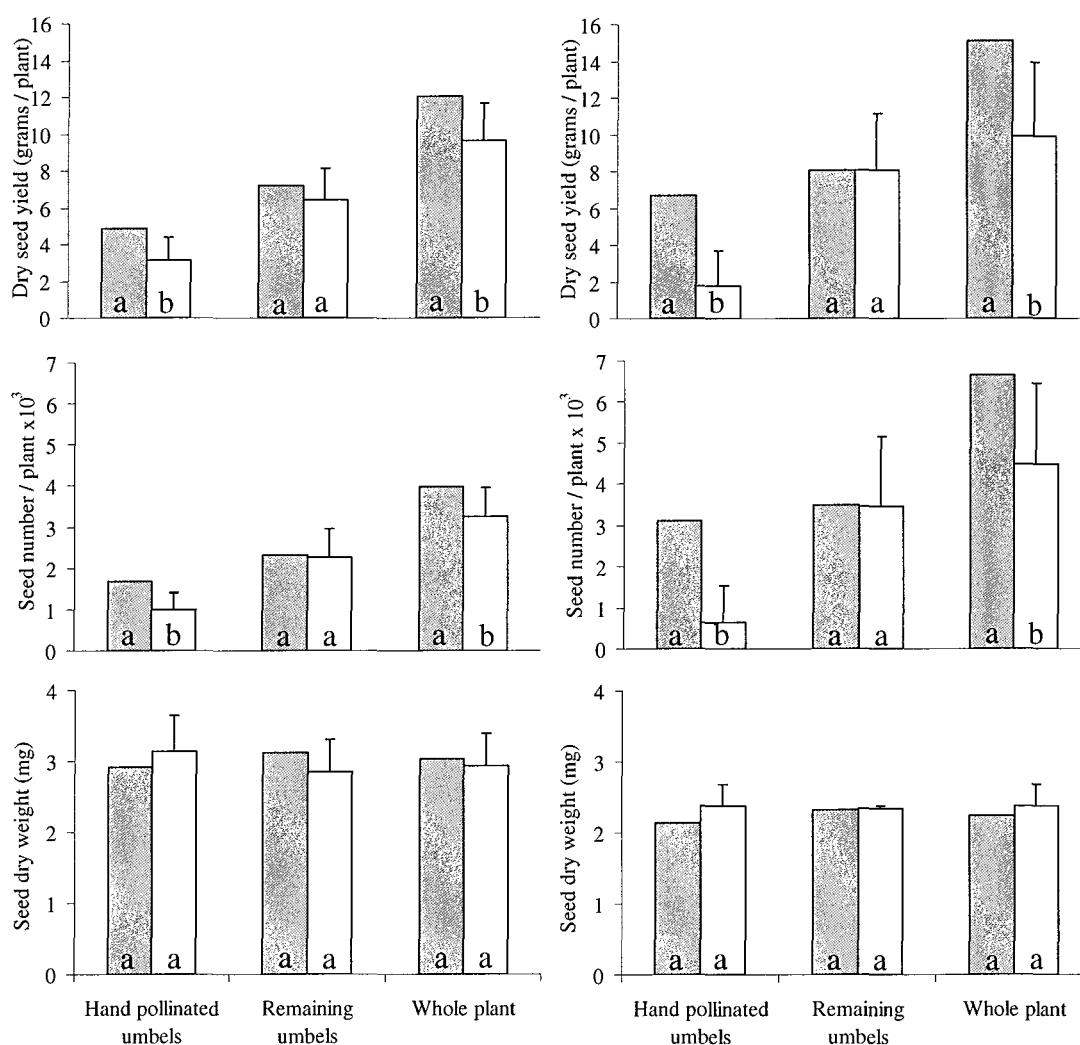 Dry seed yield (grams / plant)
16
14
12
10
8
6
4
2
0
a b
a a
a b
Dry seed yield (grams / plant)
16
14
12
10
8
6
4
2
0
a b
a a
a b
Seed number / plant x10³
7
6
5
4
3
2
1
0
a b
a a
a b
Seed number / plant x 10³
7
6
5
4
3
2
1
0
a b
a a
a b
Seed dry weight (mg)
4
3
2
1
0
a a
a a
a a
Hand pollinated
umbels
Remaining
umbels
Whole plant
Seed dry weight (mg)
4
3
2
1
0
a a
a a
a a
Hand pollinated
umbels
Remaining
umbels
Whole plant